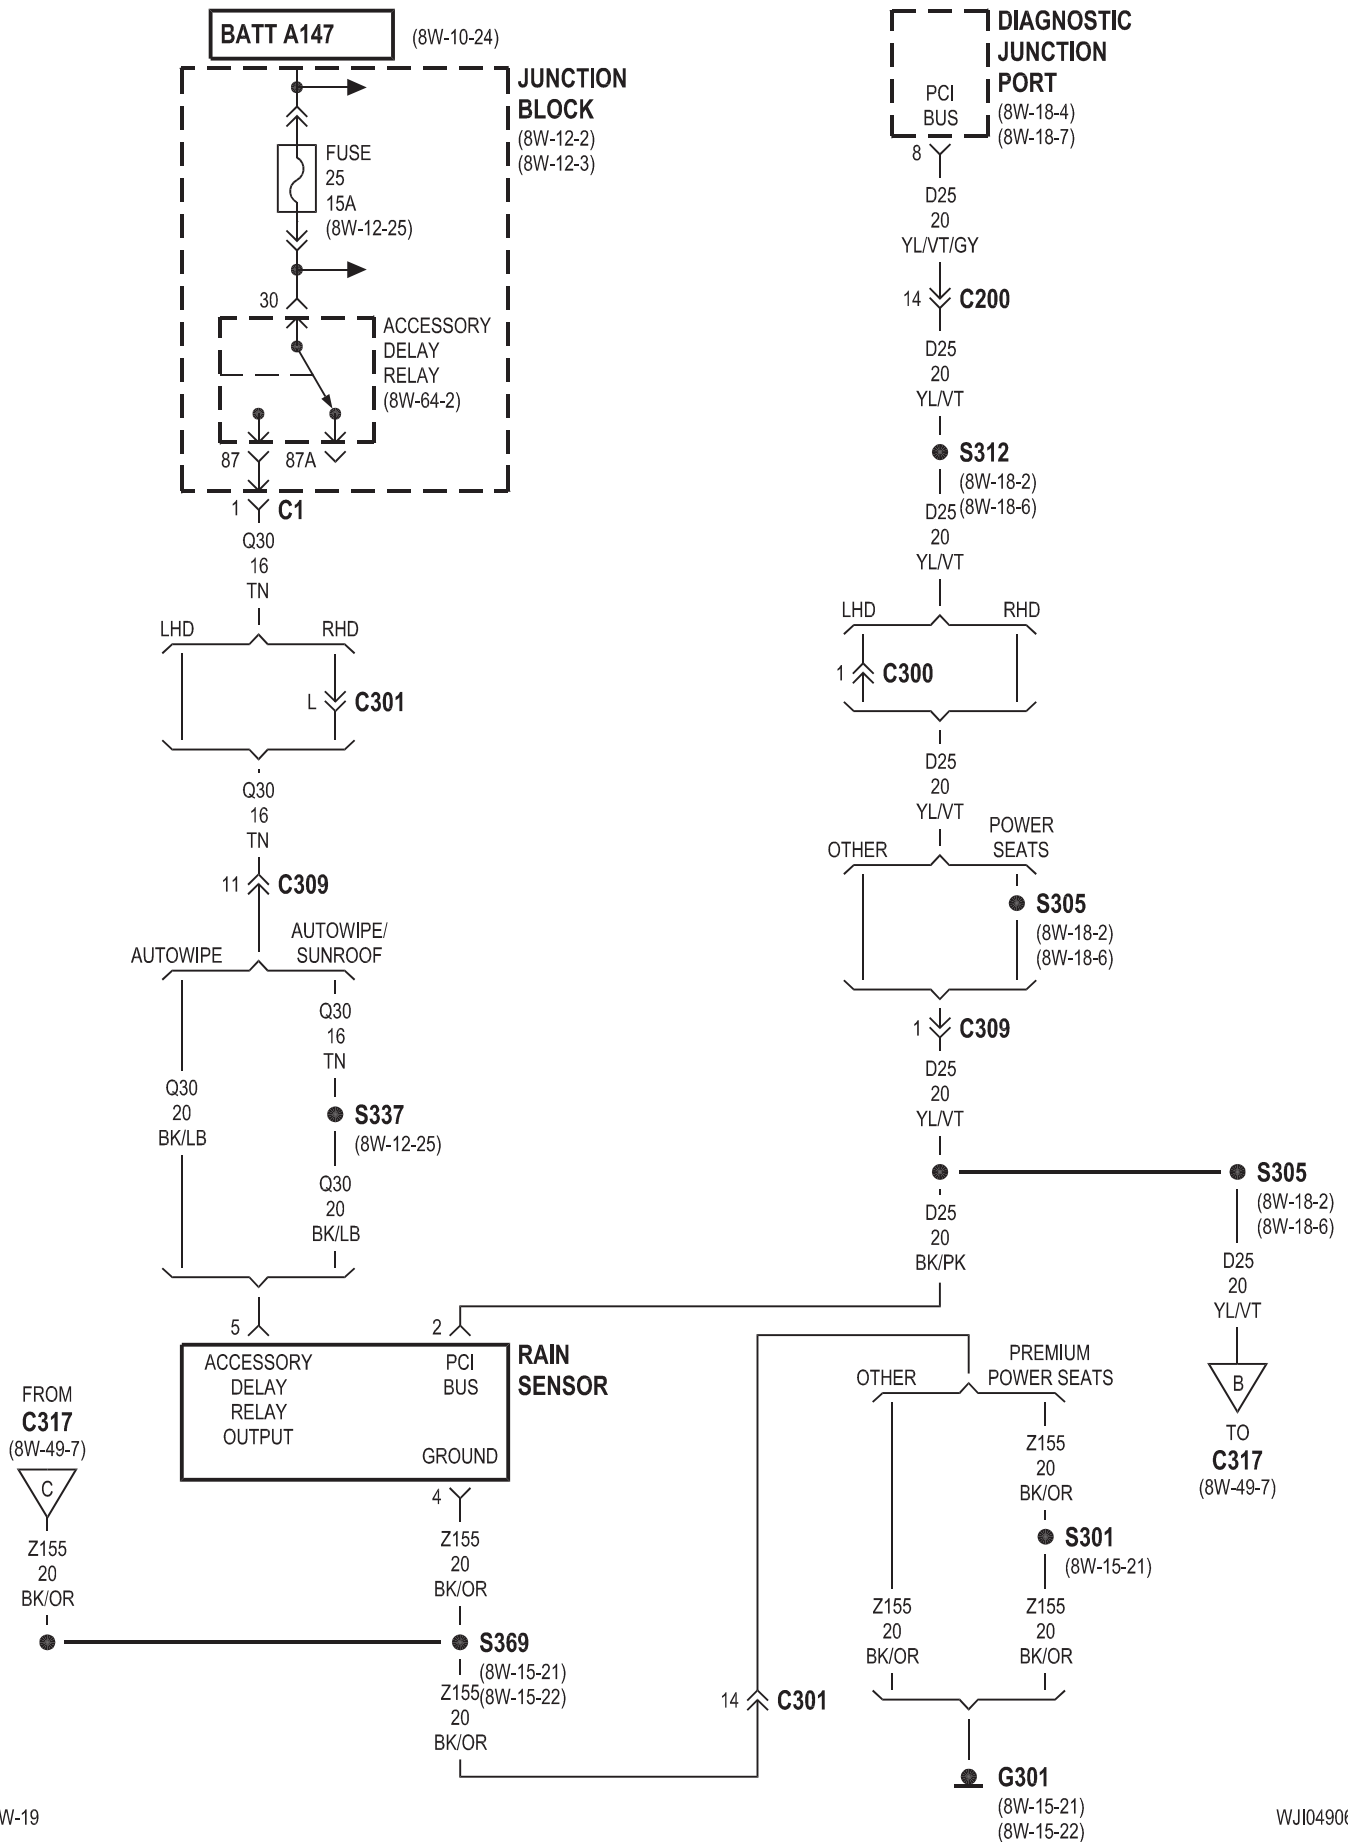 BATT A147
(8W-10-24)
JUNCTION
BLOCK
(8W-12-2)
(8W-12-3)
FUSE
25
15A
(8W-12-25)
30
ACCESSORY
DELAY
RELAY
(8W-64-2)
87
87A
1
C1
Q30
16
TN
LHD
RHD
L
C301
Q30
16
TN
11
C309
AUTOWIPE
AUTOWIPE/
SUNROOF
Q30
16
TN
Q30
20
BK/LB
S337
(8W-12-25)
Q30
20
BK/LB
5
2
ACCESSORY
DELAY
RELAY
OUTPUT
PCI
BUS
GROUND
RAIN
SENSOR
4
FROM
C317
(8W-49-7)
C
Z155
20
BK/OR
Z155
20
BK/OR
S369
(8W-15-21)
(8W-15-22)
Z155
20
BK/OR
14
C301
DIAGNOSTIC
JUNCTION
PORT
(8W-18-4)
(8W-18-7)
PCI
BUS
8
D25
20
YL/VT/GY
14
C200
D25
20
YL/VT
S312
(8W-18-2)
(8W-18-6)
D25
20
YL/VT
LHD
RHD
1
C300
D25
20
YL/VT
OTHER
POWER
SEATS
S305
(8W-18-2)
(8W-18-6)
1
C309
D25
20
YL/VT
S305
(8W-18-2)
(8W-18-6)
D25
20
BK/PK
D25
20
YL/VT
B
TO
C317
(8W-49-7)
OTHER
PREMIUM
POWER SEATS
Z155
20
BK/OR
S301
(8W-15-21)
Z155
20
BK/OR
Z155
20
BK/OR
G301
(8W-15-21)
(8W-15-22)
W-19
WJI04906